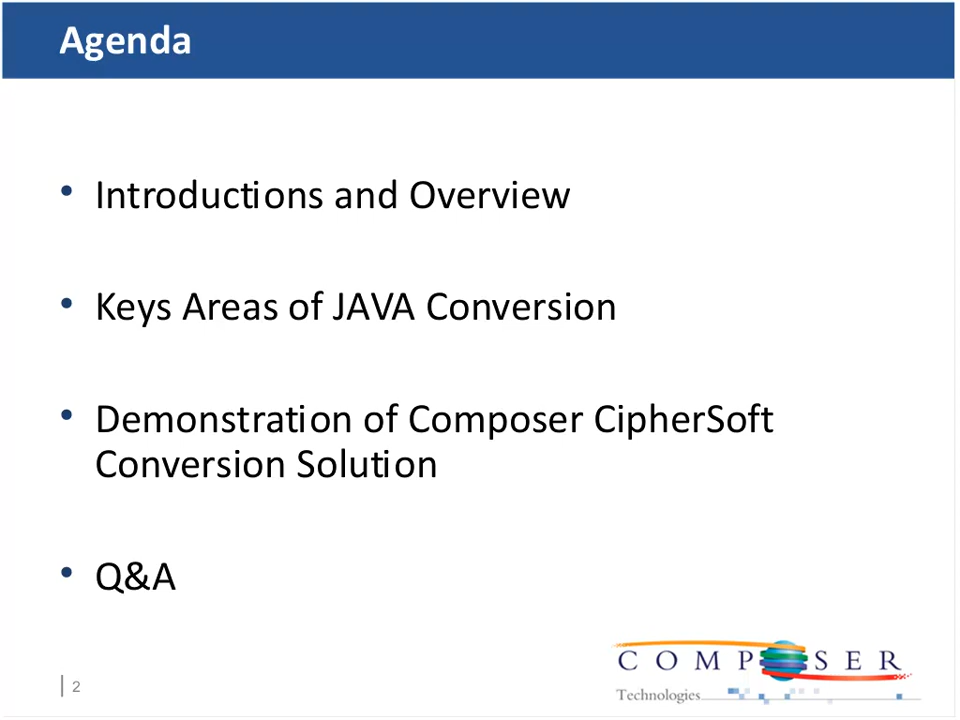 Agenda
• Introductions and Overview
• Keys Areas of JAVA Conversion
• Demonstration of Composer CipherSoft
Conversion Solution
• Q&A
COMPOSER
Technologies
| 2